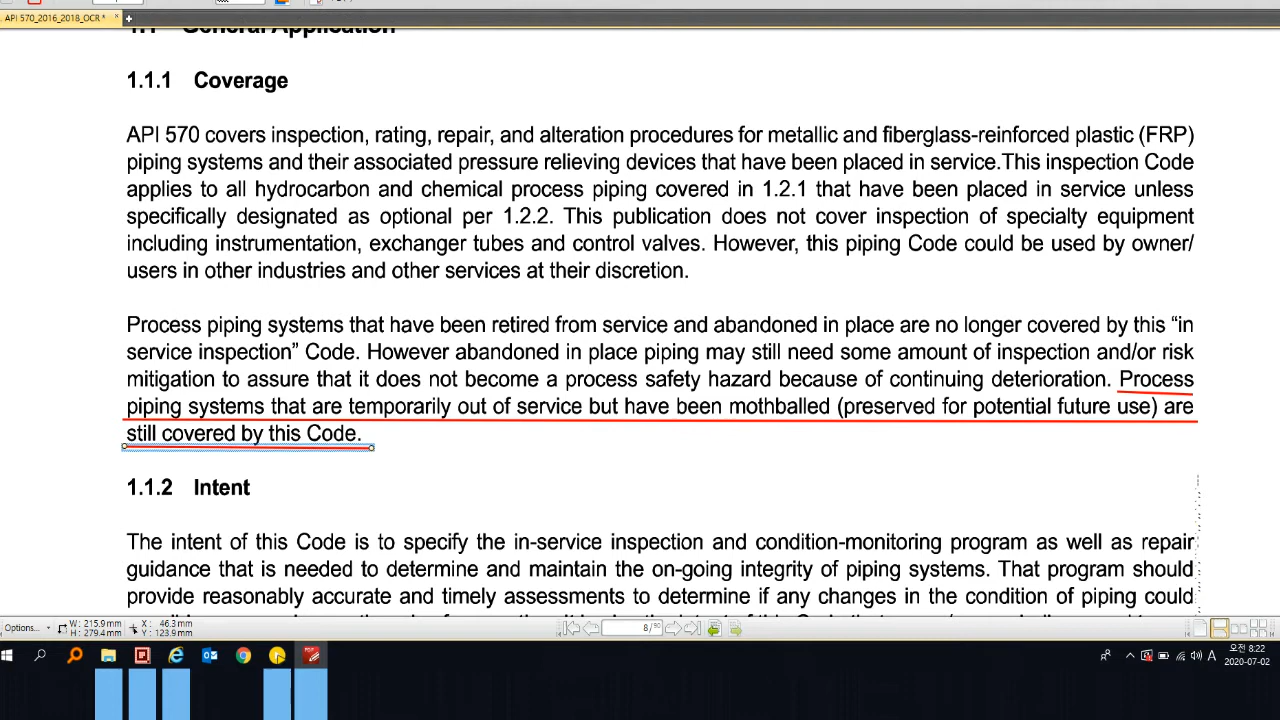 API 570_2016_2018_OCR *
1.1 General Application
1.1.1 Coverage
API 570 covers inspection, rating, repair, and alteration procedures for metallic and fiberglass-reinforced plastic (FRP)
piping systems and their associated pressure relieving devices that have been placed in service.This inspection Code
applies to all hydrocarbon and chemical process piping covered in 1.2.1 that have been placed in service unless
specifically designated as optional per 1.2.2. This publication does not cover inspection of specialty equipment
including instrumentation, exchanger tubes and control valves. However, this piping Code could be used by owner/
users in other industries and other services at their discretion.
Process piping systems that have been retired from service and abandoned in place are no longer covered by this “in
service inspection” Code. However abandoned in place piping may still need some amount of inspection and/or risk
mitigation to assure that it does not become a process safety hazard because of continuing deterioration. Process
piping systems that are temporarily out of service but have been mothballed (preserved for potential future use) are
still covered by this Code.
1.1.2 Intent
The intent of this Code is to specify the in-service inspection and condition-monitoring program as well as repair
guidance that is needed to determine and maintain the on-going integrity of piping systems. That program should
provide reasonably accurate and timely assessments to determine if any changes in the condition of piping could
Options...
W: 215.9 mm X: 46.3 mm
H: 279.4 mm Y: 123.9 mm
8/90
A
오전 8:22
2020-07-02